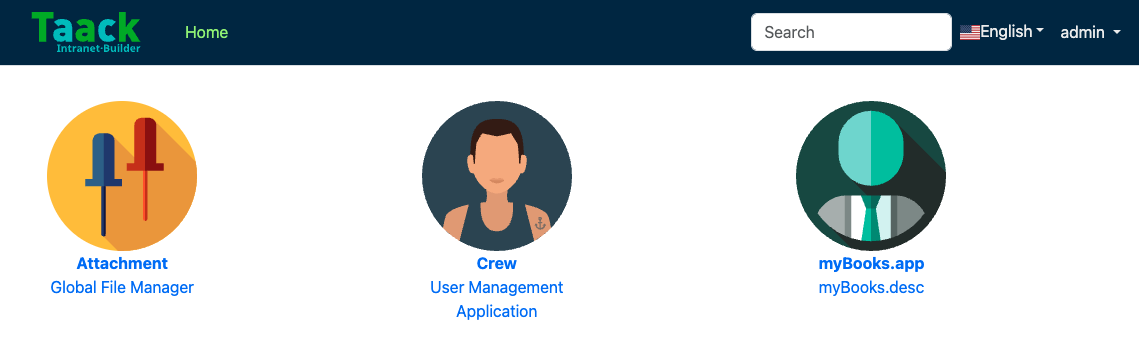 Taack
Intranet·Builder
Home
Search
English
admin
Attachment
Global File Manager
Crew
User Management
Application
myBooks.app
myBooks.desc